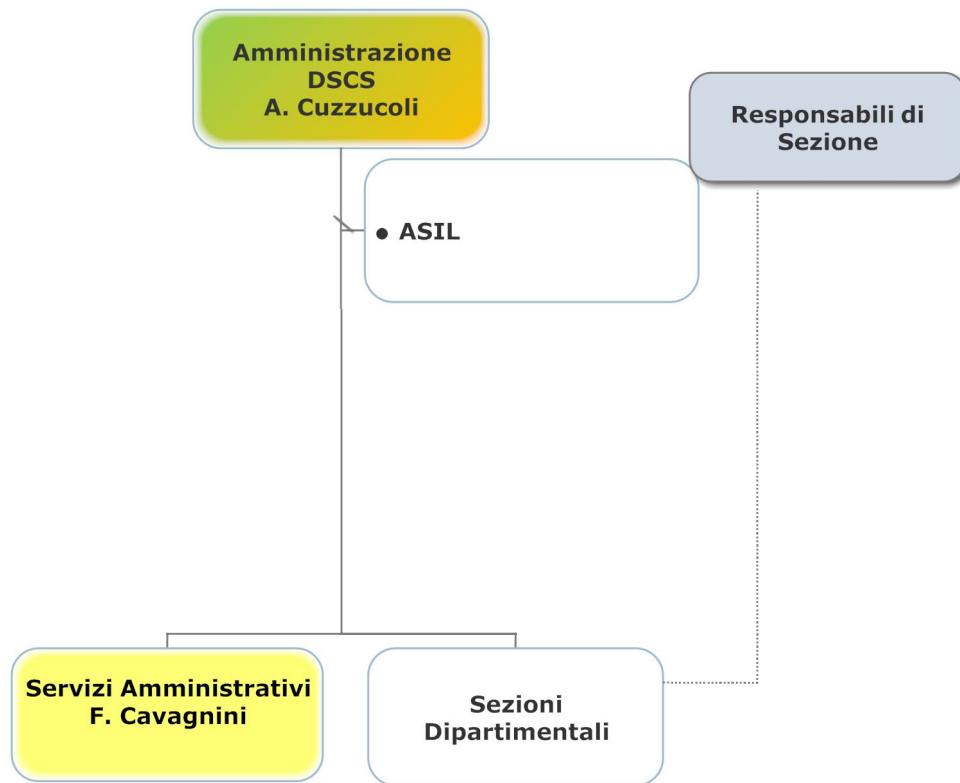 Amministrazione
DSCS
A. Cuzzucoli
Responsabili di
Sezione
• ASIL
Servizi Amministrativi
F. Cavagnini
Sezioni
Dipartimentali